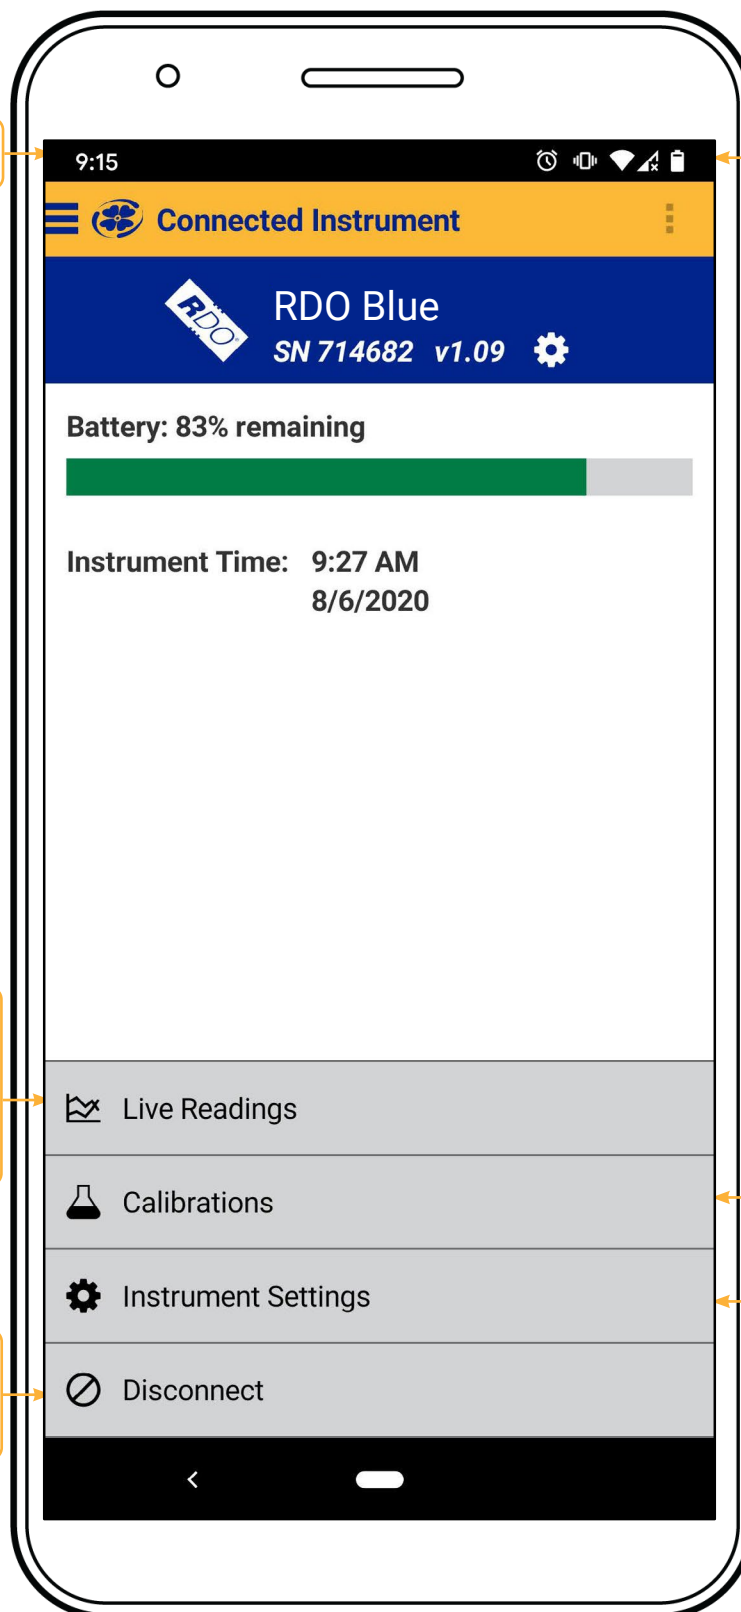 9:15
Connected Instrument
RDO
RDO Blue
SN 714682 v1.09
Battery: 83% remaining
Instrument Time: 9:27 AM
8/6/2020
Live Readings
Calibrations
Instrument Settings
Disconnect